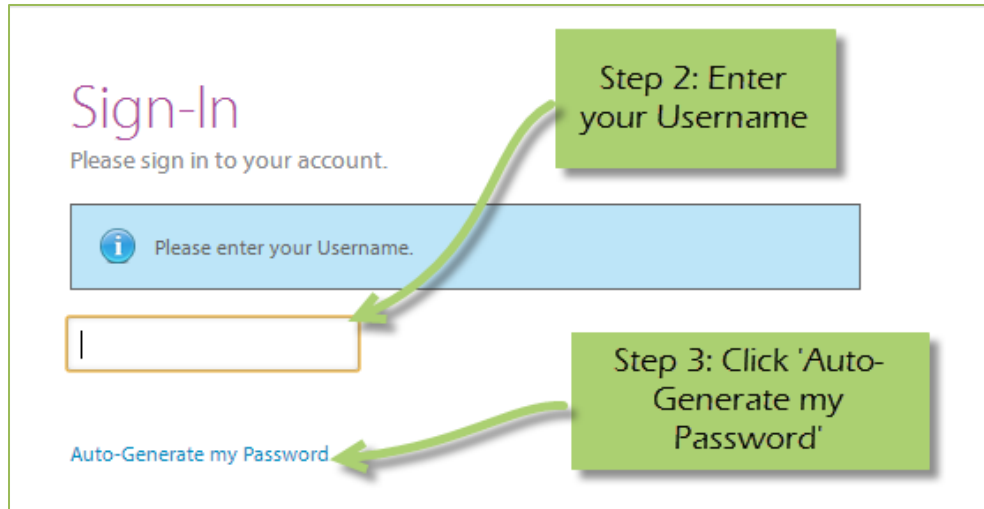 Step 2: Enter
your Username
Sign-In
Please sign in to your account.
Please enter your Username.
Step 3: Click 'Auto-
Generate my
Password'
Auto-Generate my Password